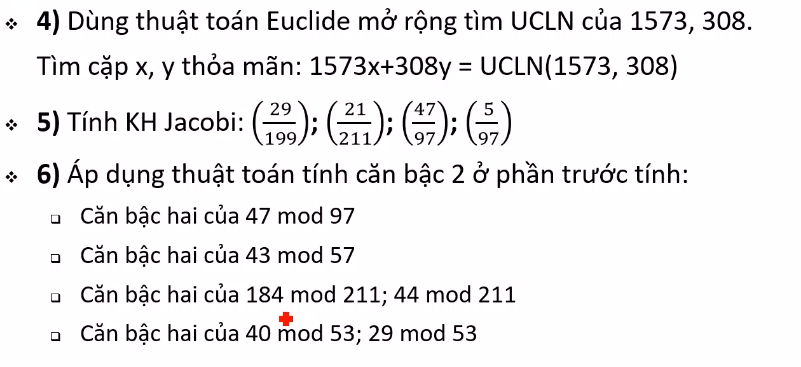 ❖ 4) Dùng thuật toán Euclide mở rộng tìm UCLN của 1573, 308.
Tìm cặp x, y thỏa mãn: 1573x+308y = UCLN(1573, 308)
❖ 5) Tính KH Jacobi: (29/199); (21/211); (47/97); (5/97)
❖ 6) Áp dụng thuật toán tính căn bậc 2 ở phần trước tính:
❑ Căn bậc hai của 47 mod 97
❑ Căn bậc hai của 43 mod 57
❑ Căn bậc hai của 184 mod 211; 44 mod 211
❑ Căn bậc hai của 40 mod 53; 29 mod 53